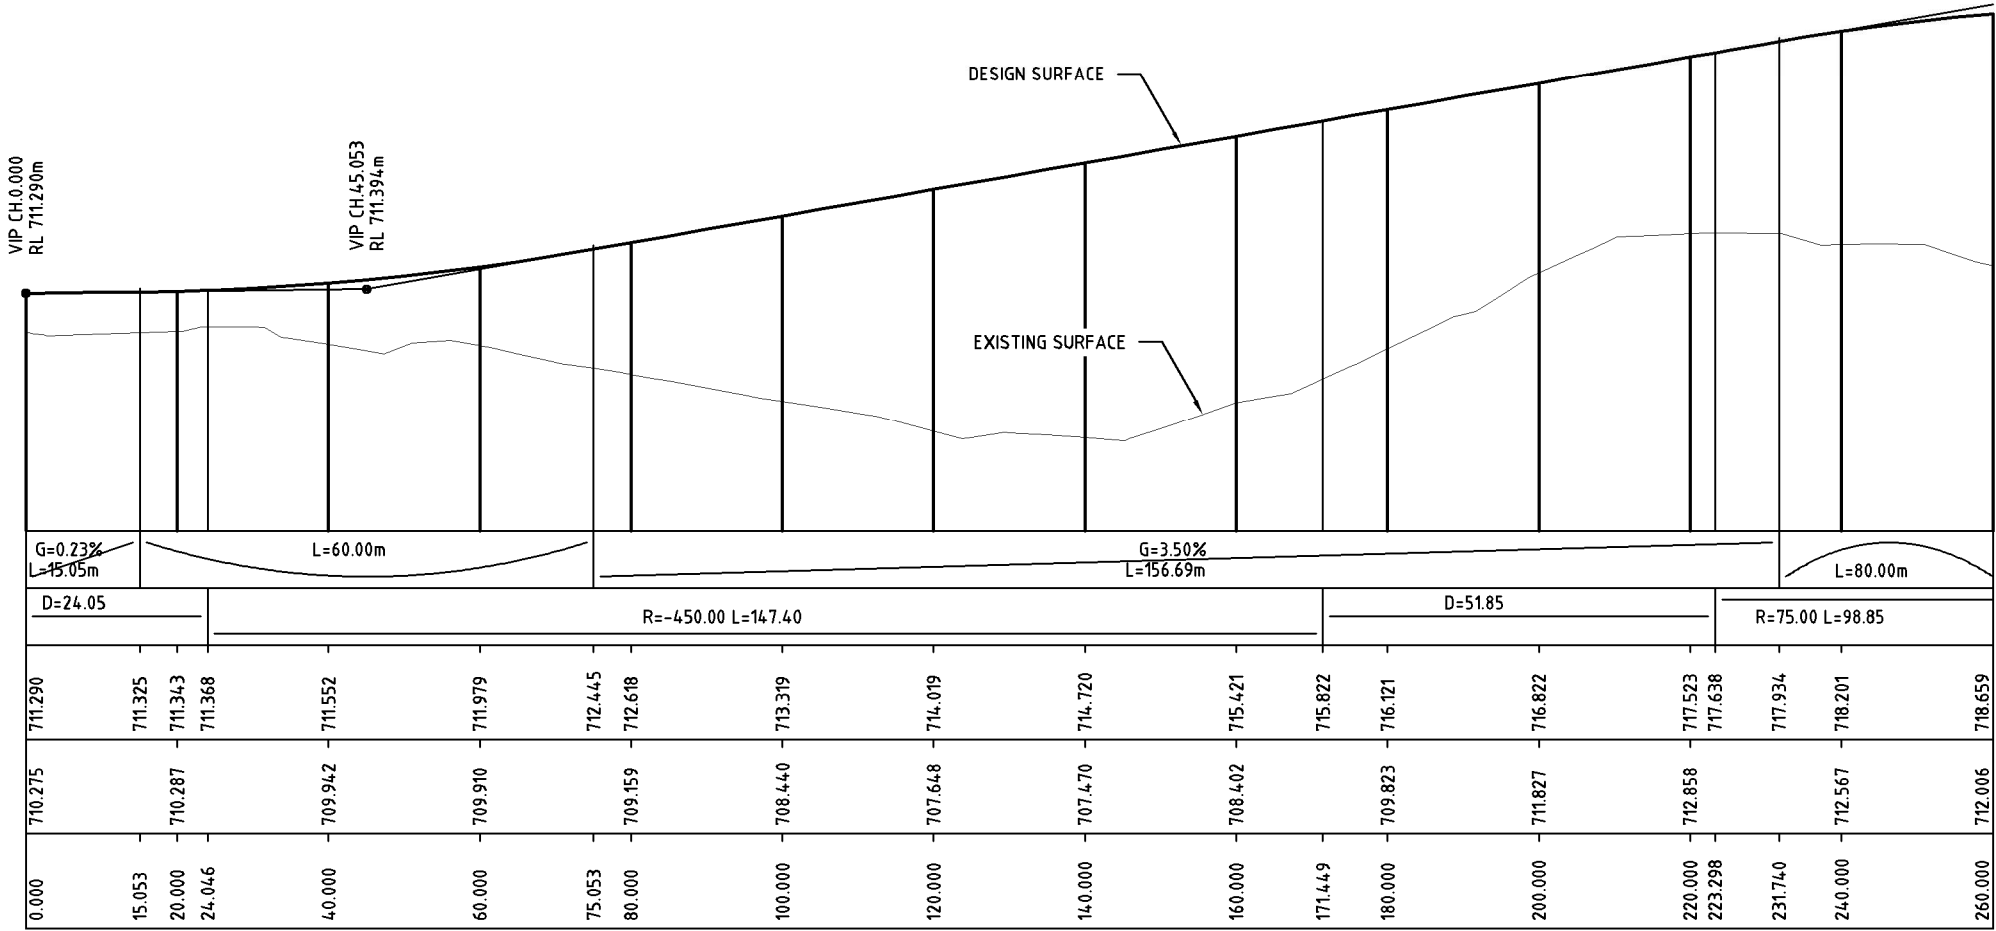 VIP CH.0.000
RL 711.290m
VIP CH.45.053
RL 711.394m
DESIGN SURFACE
EXISTING SURFACE
G=0.23%
L=15.05m
L=60.00m
G=3.50%
L=156.69m
L=80.00m
D=24.05
R=-450.00 L=147.40
D=51.85
R=75.00 L=98.85
711.290 711.325 711.343 711.368 711.552 711.979 712.445 712.618 713.319 714.019 714.720 715.421 715.822 716.121 716.822 717.523 717.638 717.934 718.201 718.659
710.275 710.287 709.942 709.910 709.159 708.440 707.648 707.470 708.402 709.823 711.827 712.858 712.567 712.006
0.000 15.053 20.000 24.046 40.000 60.000 75.053 80.000 100.000 120.000 140.000 160.000 171.449 180.000 200.000 220.000 223.298 231.740 240.000 260.000